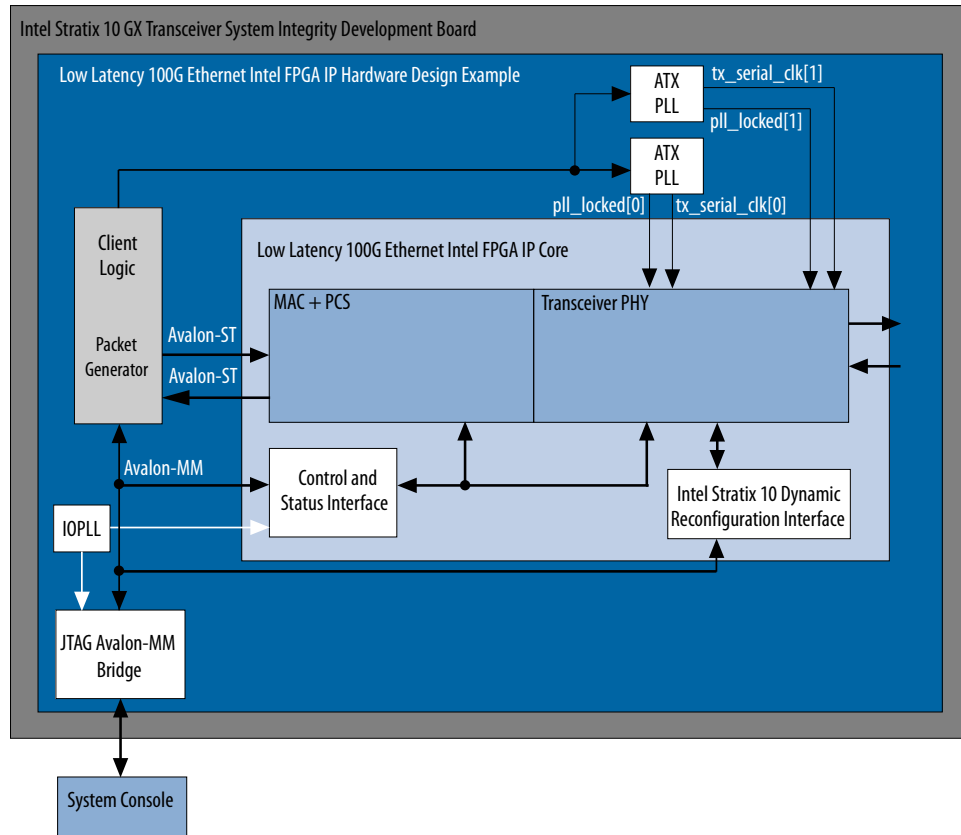 Intel Stratix 10 GX Transceiver System Integrity Development Board
Low Latency 100G Ethernet Intel FPGA IP Hardware Design Example
ATX
PLL
tx_serial_clk[1]
pll_locked[1]
ATX
PLL
pll_locked[0]
tx_serial_clk[0]
Client
Logic
Packet
Generator
Low Latency 100G Ethernet Intel FPGA IP Core
MAC + PCS
Transceiver PHY
Avalon-ST
Avalon-ST
Avalon-MM
Control and
Status Interface
Intel Stratix 10 Dynamic
Reconfiguration Interface
IOPLL
JTAG Avalon-MM
Bridge
System Console